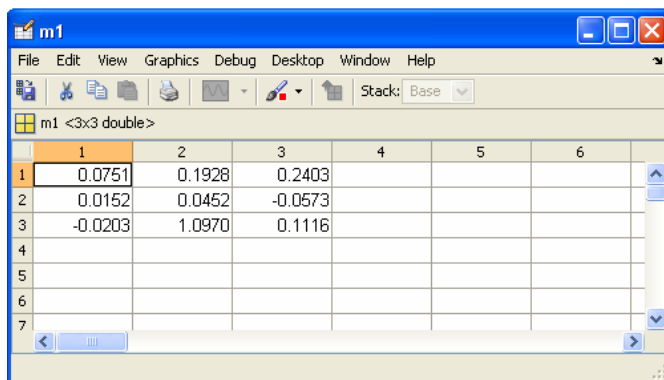 m1
File Edit View Graphics Debug Desktop Window Help
Stack: Base
m1 <3x3 double>
1 2 3 4 5 6
1 0.0751 0.1928 0.2403
2 0.0152 0.0452 -0.0573
3 -0.0203 1.0970 0.1116
4
5
6
7